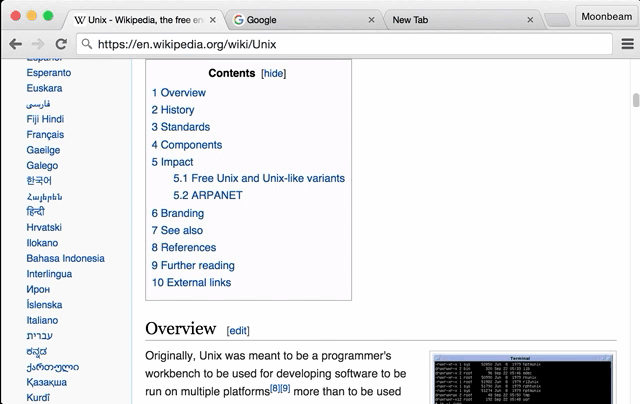 Unix - Wikipedia, the free en
Google
New Tab
Moonbeam
https://en.wikipedia.org/wiki/Unix
Español
Esperanto
Euskara
فارسی
Fiji Hindi
Français
Gaeilge
Galego
한국어
Հայերեն
हिन्दी
Hrvatski
Ilokano
Bahasa Indonesia
Interlingua
Ирон
Íslenska
Italiano
עברית
ಕನ್ನಡ
ქართული
Қазақша
Kurdî
Contents [hide]
1 Overview
2 History
3 Standards
4 Components
5 Impact
5.1 Free Unix and Unix-like variants
5.2 ARPANET
6 Branding
7 See also
8 References
9 Further reading
10 External links
Overview [edit]
Originally, Unix was meant to be a programmer's
workbench to be used for developing software to be
run on multiple platforms[8][9] more than to be used
Terminal